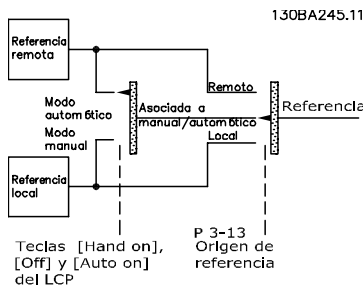 130BA245.11
Referencia
remota
Remoto
Modo
automático
Asociada a
manual/automático
Referencia
Modo
manual
Local
Referencia
local
P 3-13
Teclas [Hand on],
[Off] y [Auto on]
del LCP
Origen de
referencia